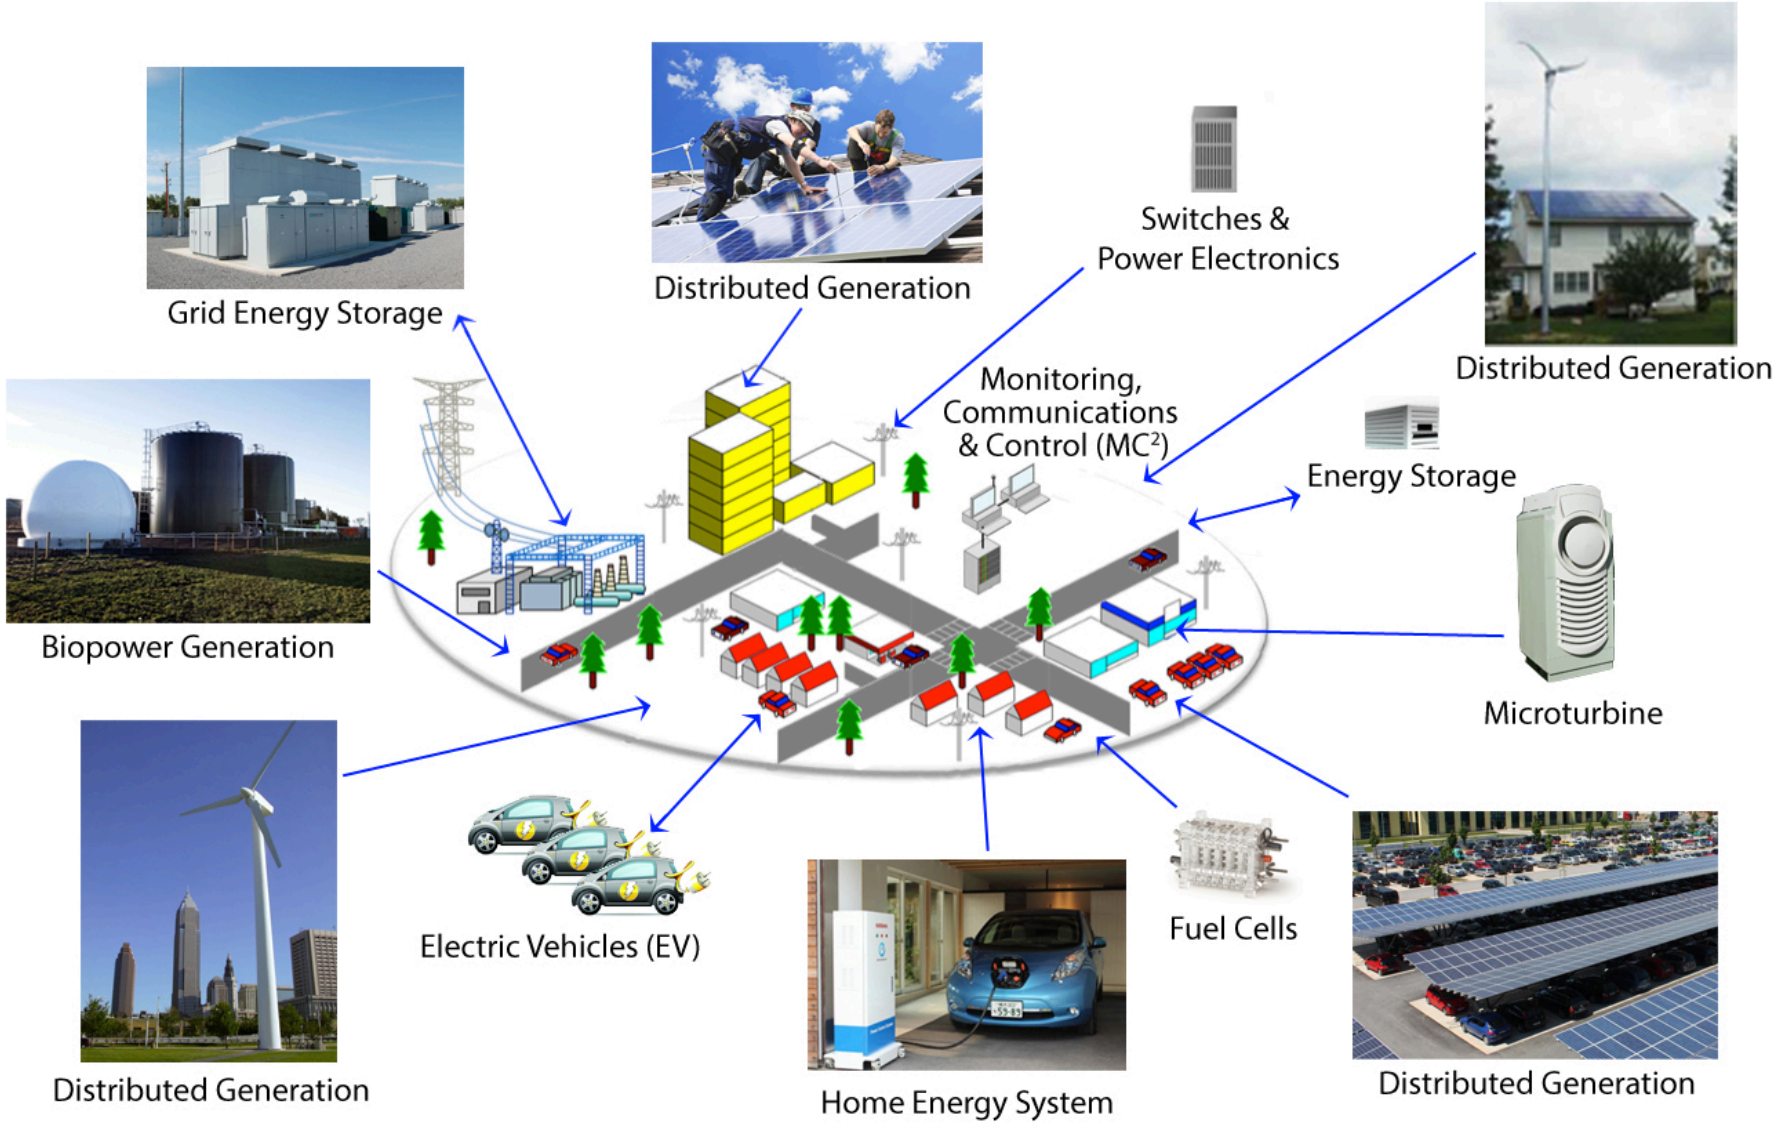 Grid Energy Storage
Distributed Generation
Switches &
Power Electronics
Distributed Generation
Monitoring,
Communications
& Control (MC²)
Energy Storage
Biopower Generation
Microturbine
Electric Vehicles (EV)
Fuel Cells
Distributed Generation
Home Energy System
Distributed Generation